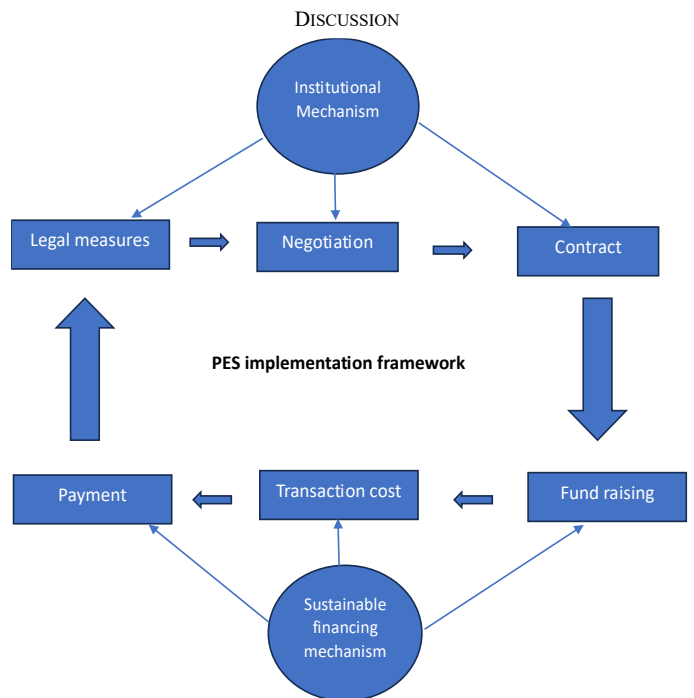 DISCUSSION
Institutional
Mechanism
Legal measures
Negotiation
Contract
PES implementation framework
Payment
Transaction cost
Fund raising
Sustainable
financing
mechanism